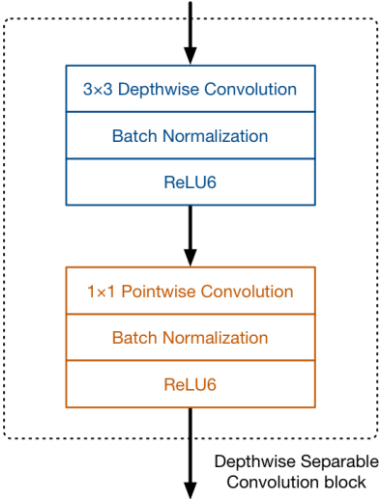 3×3 Depthwise Convolution
Batch Normalization
ReLU6
1×1 Pointwise Convolution
Batch Normalization
ReLU6
Depthwise Separable
Convolution block